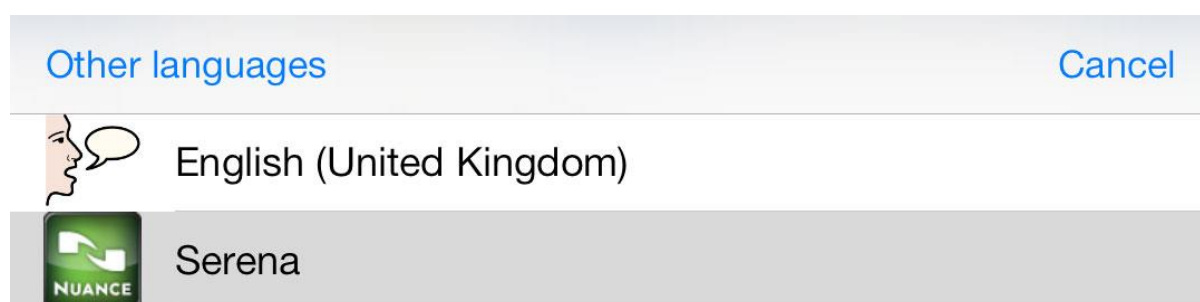 Other languages
Cancel
English (United Kingdom)
Serena
NUANCE